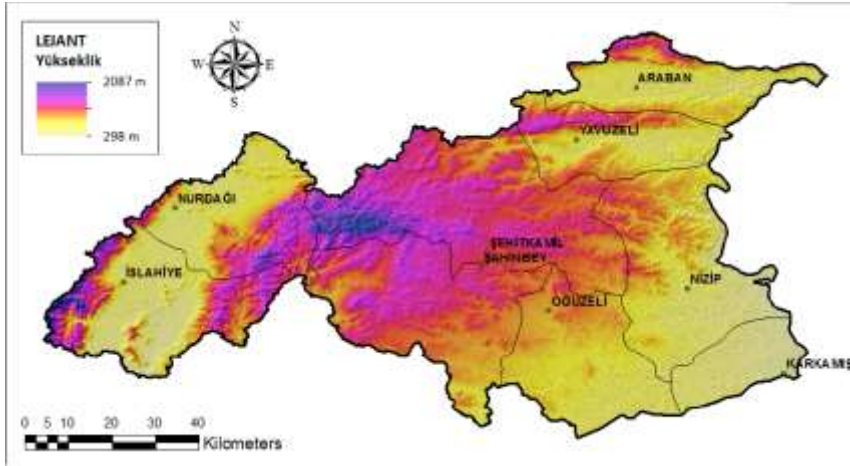 LEJANT
Yükseklik
2087 m
298 m
N
W E
S
ARABAN
YAVUZELİ
NURDAĞI
ŞEHİTKAMİL
ŞAHİNBEY
İSLAHİYE
NİZİP
OĞUZELİ
KARKAMIŞ
0 5 10 20 30 40
Kilometers